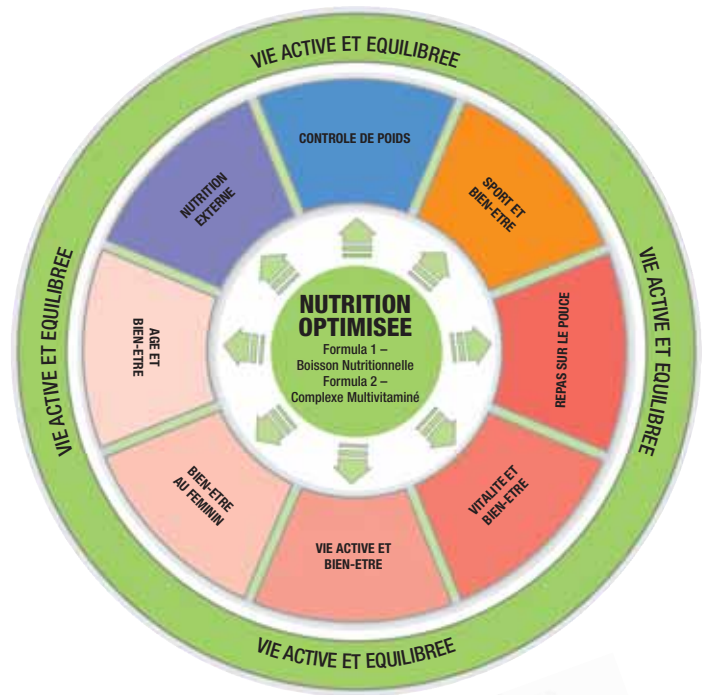 VIE ACTIVE ET EQUILIBREE
CONTROLE DE POIDS
SPORT ET
BIEN-ETRE
REPAS SUR LE POUCE
VITALITE ET
BIEN-ETRE
VIE ACTIVE ET
BIEN-ETRE
BIEN-ETRE
AU FEMININ
AGE ET
BIEN-ETRE
NUTRITION
EXTERNE
NUTRITION
OPTIMISEE
Formula 1 –
Boisson Nutritionnelle
Formula 2 –
Complexe Multivitaminé
VIE ACTIVE ET EQUILIBREE
VIE ACTIVE ET EQUILIBREE
VIE ACTIVE ET EQUILIBREE